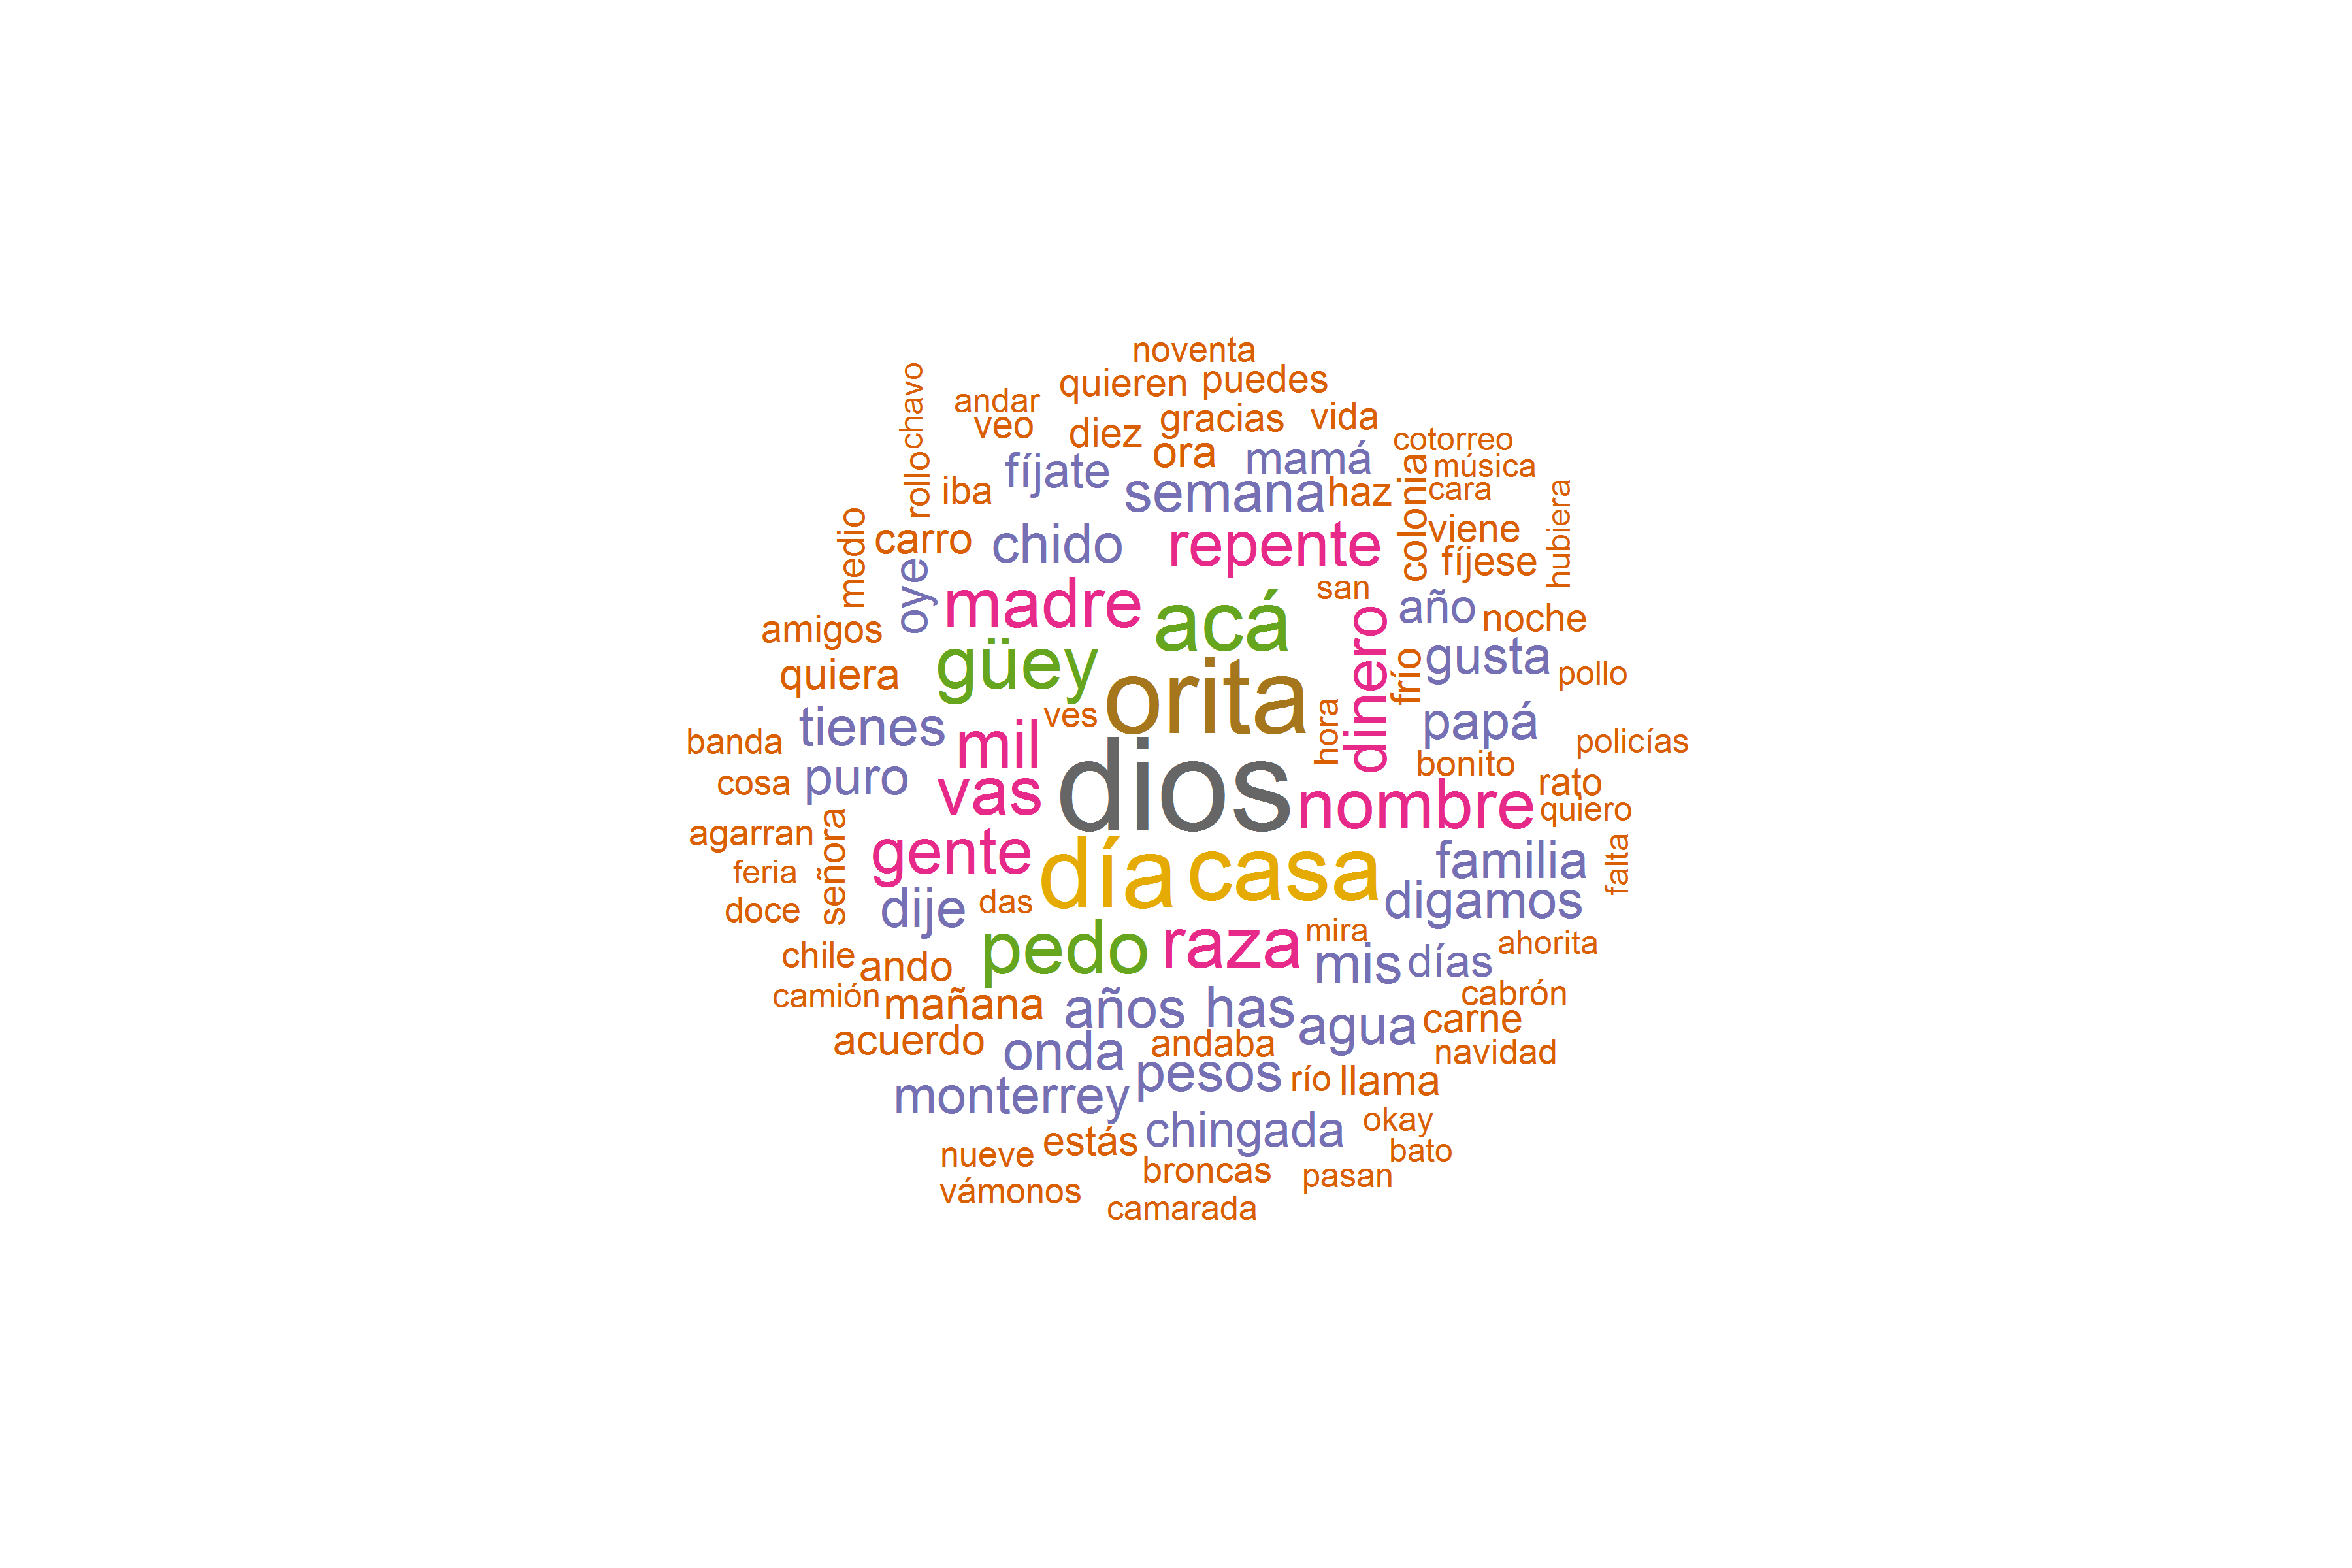 noventa
quieren puedes
andar
chavo
veo diez gracias vida
cotorreo
ora mamá
música
fíjate
rollo
iba semana haz cara
colonia
medio
carro chido repente viene
hubiera
fíjese
oye
madre acá san año noche
amigos
güey
dinero
frío
gusta
quiera pollo
orita
tienes ves
hora
papá
banda mil policías
cosa puro vas dios bonito rato
nombre quiero
agarran
señora
gente día casa familia
falta
feria
doce dije das digamos
pedo raza mira
chile ando mis días ahorita
camión mañana años has cabrón
acuerdo onda andaba agua carne
navidad
monterrey pesos río llama
chingada okay
nueve estás bato
broncas pasan
vámonos
camarada